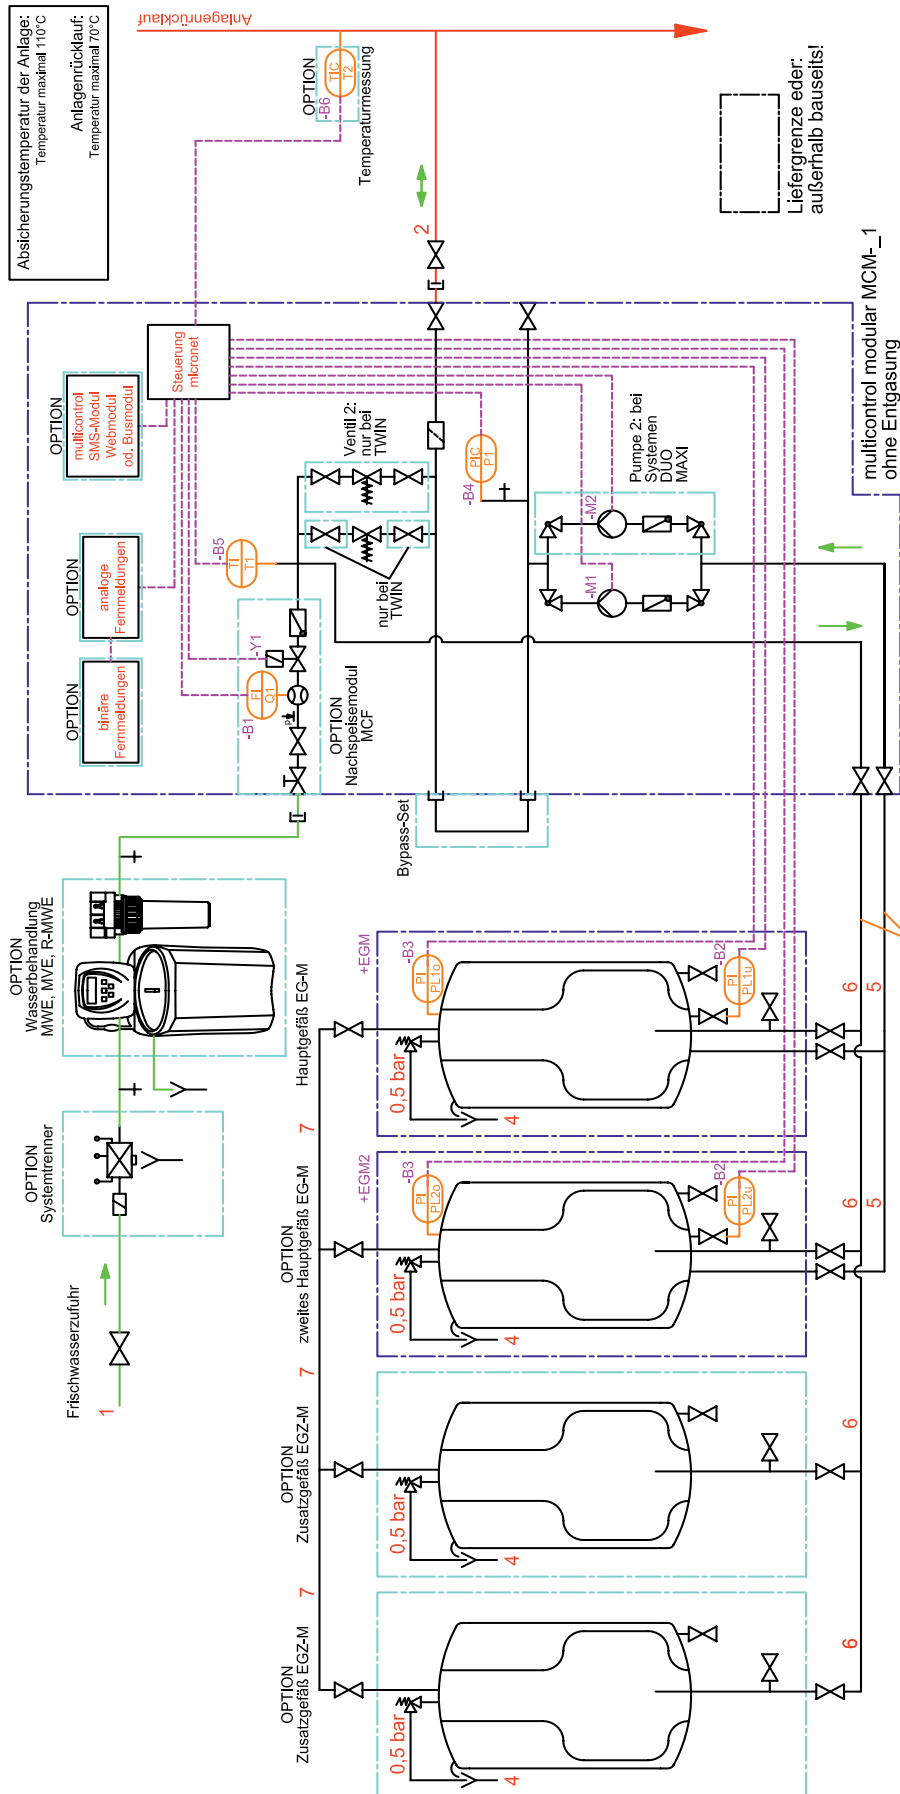 Absicherungstemperatur der Anlage:
Temperatur maximal 110°C
Anlagenrücklauf:
Temperatur maximal 70°C
Anlagenrücklauf
OPTION
-B6
TIC
T2
Temperaturmessung
2
Liefergrenze eder:
außerhalb bauseits!
multicontrol modular MCM-_1
ohne Entgasung
OPTION
multicontrol
SMS-Modul
Webmodul
od. Busmodul
Steuerung
micronet
OPTION
analoge
Fernmeldungen
OPTION
binäre
Fernmeldungen
Ventil 2:
nur bei
TWIN
nur bei
TWIN
-B5
TI
T1
-B4
PIC
P1
Pumpe 2: bei
Systemen
DUO
MAXI
-M2
-M1
-Y1
-B1
FI
Q1
OPTION
Nachspeisemodul
MCF
Bypass-Set
OPTION
Wasserbehandlung
MWE, MVE, R-MWE
OPTION
Systemtrenner
Frischwasserzufuhr
1
Hauptgefäß EG-M
+EGM
-B3
PI
PL1o
-B2
PI
PL1u
0,5 bar
4
7
6
5
OPTION
zweites Hauptgefäß EG-M
+EGM2
-B3
PI
PL2o
-B2
PI
PL2u
0,5 bar
4
7
6
5
OPTION
Zusatzgefäß EGZ-M
0,5 bar
4
7
6
OPTION
Zusatzgefäß EGZ-M
0,5 bar
4
6